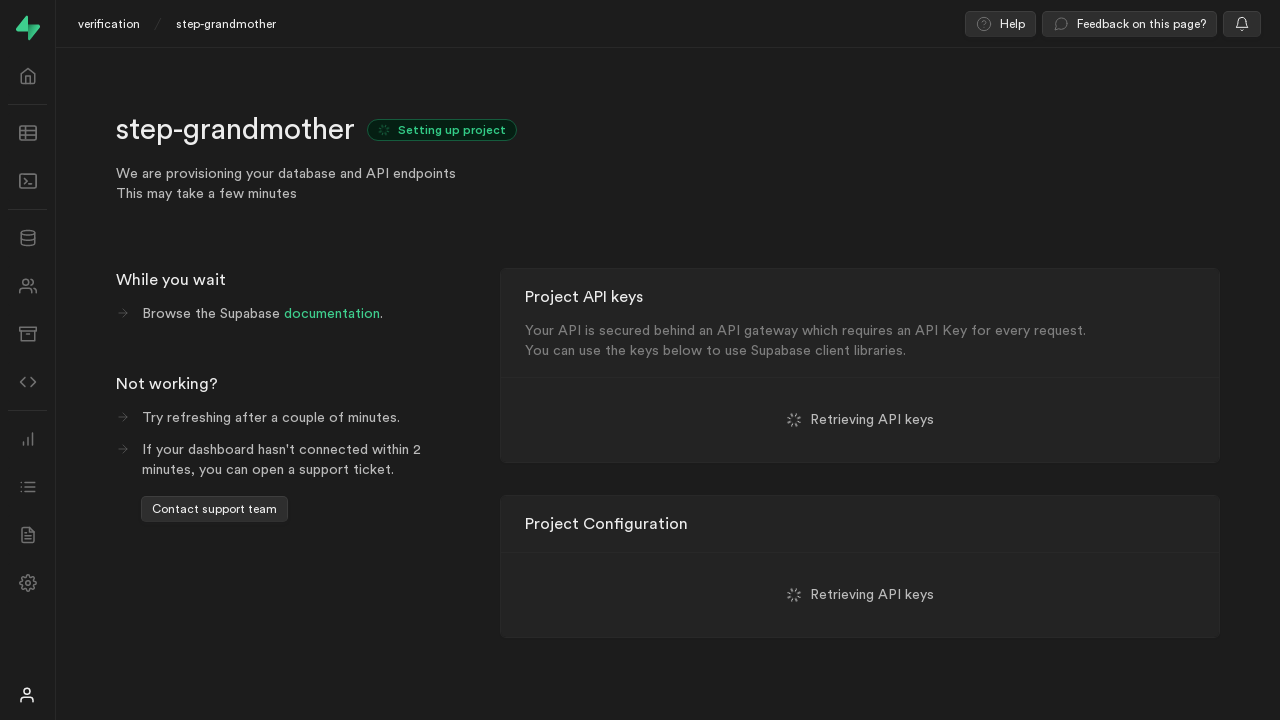 verification / step-grandmother
Help
Feedback on this page?
step-grandmother
Setting up project
We are provisioning your database and API endpoints
This may take a few minutes
While you wait
Browse the Supabase documentation.
Not working?
Try refreshing after a couple of minutes.
If your dashboard hasn't connected within 2
minutes, you can open a support ticket.
Contact support team
Project API keys
Your API is secured behind an API gateway which requires an API Key for every request.
You can use the keys below to use Supabase client libraries.
Retrieving API keys
Project Configuration
Retrieving API keys